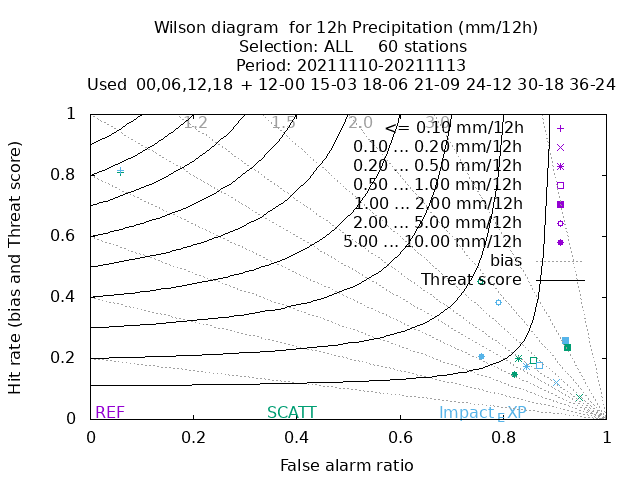 Wilson diagram  for 12h Precipitation (mm/12h)
Selection: ALL     60 stations
Period: 20211110-20211113
Used  00,06,12,18  + 12-00 15-03 18-06 21-09 24-12 30-18 36-24
1.2 1.5 2.0 3.0
<= 0.10 mm/12h
0.10 ... 0.20 mm/12h
0.20 ... 0.50 mm/12h
0.50 ... 1.00 mm/12h
1.00 ... 2.00 mm/12h
2.00 ... 5.00 mm/12h
5.00 ... 10.00 mm/12h
bias
Threat score
Hit rate (bias and Threat score)
1
0.8
0.6
0.4
0.2
0
REF SCATT Impact_EXP
0 0.2 0.4 0.6 0.8 1
False alarm ratio